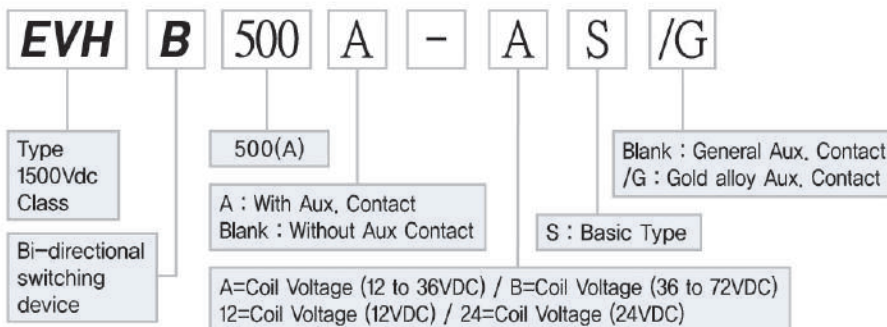 EVH B 500 A - A S /G
Type
1500Vdc
Class
500(A)
Blank : General Aux. Contact
/G : Gold alloy Aux. Contact
A : With Aux. Contact
Blank : Without Aux Contact
S : Basic Type
Bi-directional
switching
device
A=Coil Voltage (12 to 36VDC) / B=Coil Voltage (36 to 72VDC)
12=Coil Voltage (12VDC) / 24=Coil Voltage (24VDC)